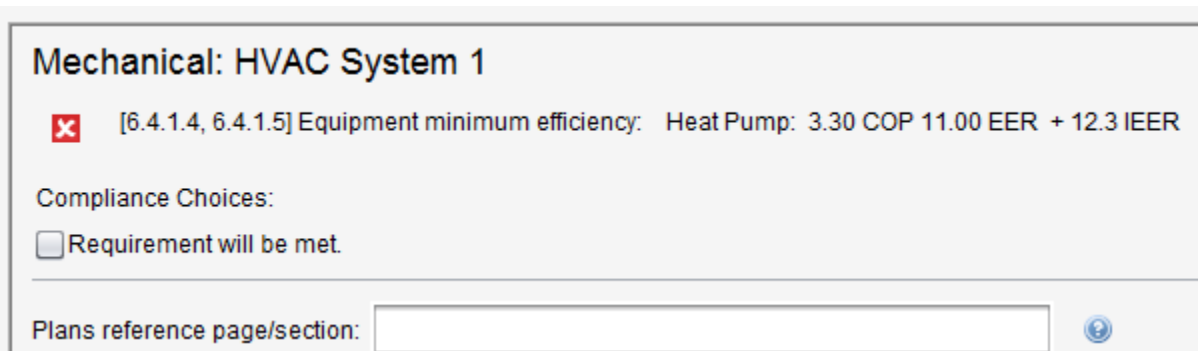 Mechanical: HVAC System 1
[6.4.1.4, 6.4.1.5] Equipment minimum efficiency: Heat Pump: 3.30 COP 11.00 EER + 12.3 IEER
Compliance Choices:
Requirement will be met.
Plans reference page/section: